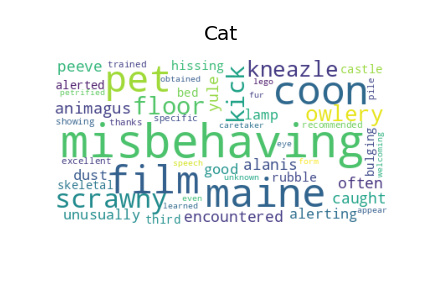 Cat
peeve trained hissing kneazle castle
alerted pet obtained yule kick lego coon pile
petrified fur
animagus floor bed lamp owlery
showing thanks specific caretaker recommended
misbehaving eye bulging welcoming
excellent film speech good alanis form often
dust unknown rubble
skeletal even maine caught
scrawny learned
unusually third encountered alerting appear